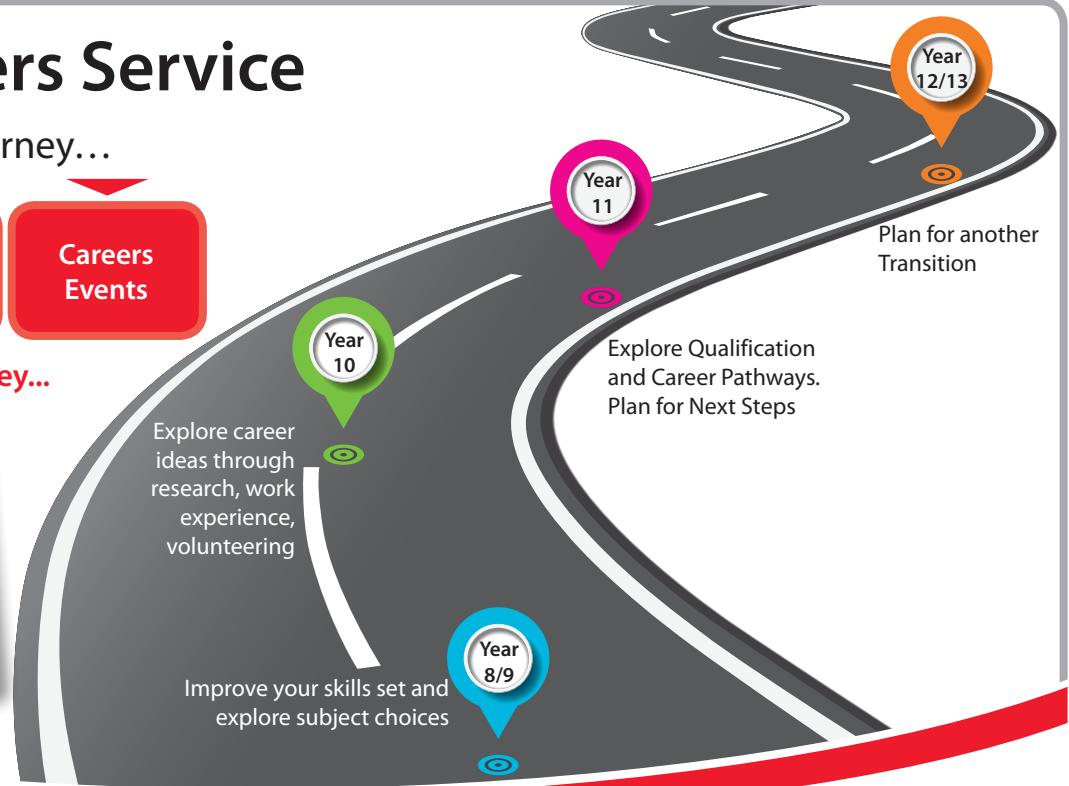 ers Service
rney...
Careers
Events
ey...
Year
12/13
Plan for another
Transition
Year
11
Explore Qualification
and Career Pathways.
Plan for Next Steps
Year
10
Explore career
ideas through
research, work
experience,
volunteering
Year
8/9
Improve your skills set and
explore subject choices